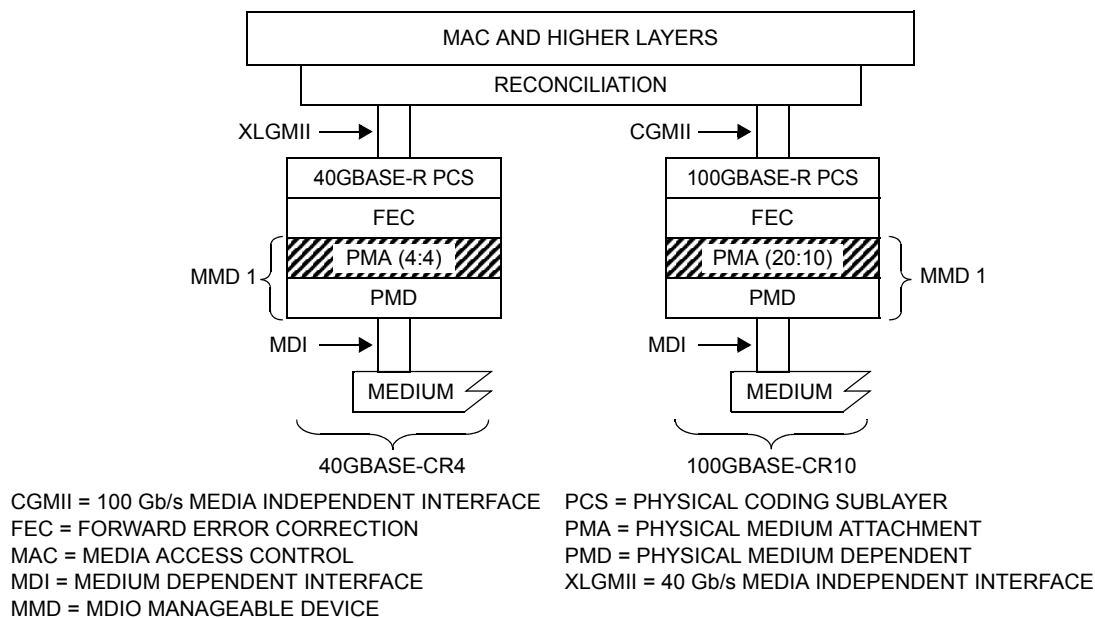 MAC AND HIGHER LAYERS
RECONCILIATION
XLGMII
CGMII
40GBASE-R PCS
100GBASE-R PCS
FEC
FEC
MMD 1
PMA (4:4)
PMA (20:10)
MMD 1
PMD
PMD
MDI
MDI
MEDIUM
MEDIUM
40GBASE-CR4
100GBASE-CR10
CGMII = 100 Gb/s MEDIA INDEPENDENT INTERFACE
FEC = FORWARD ERROR CORRECTION
MAC = MEDIA ACCESS CONTROL
MDI = MEDIUM DEPENDENT INTERFACE
MMD = MDIO MANAGEABLE DEVICE
PCS = PHYSICAL CODING SUBLAYER
PMA = PHYSICAL MEDIUM ATTACHMENT
PMD = PHYSICAL MEDIUM DEPENDENT
XLGMII = 40 Gb/s MEDIA INDEPENDENT INTERFACE